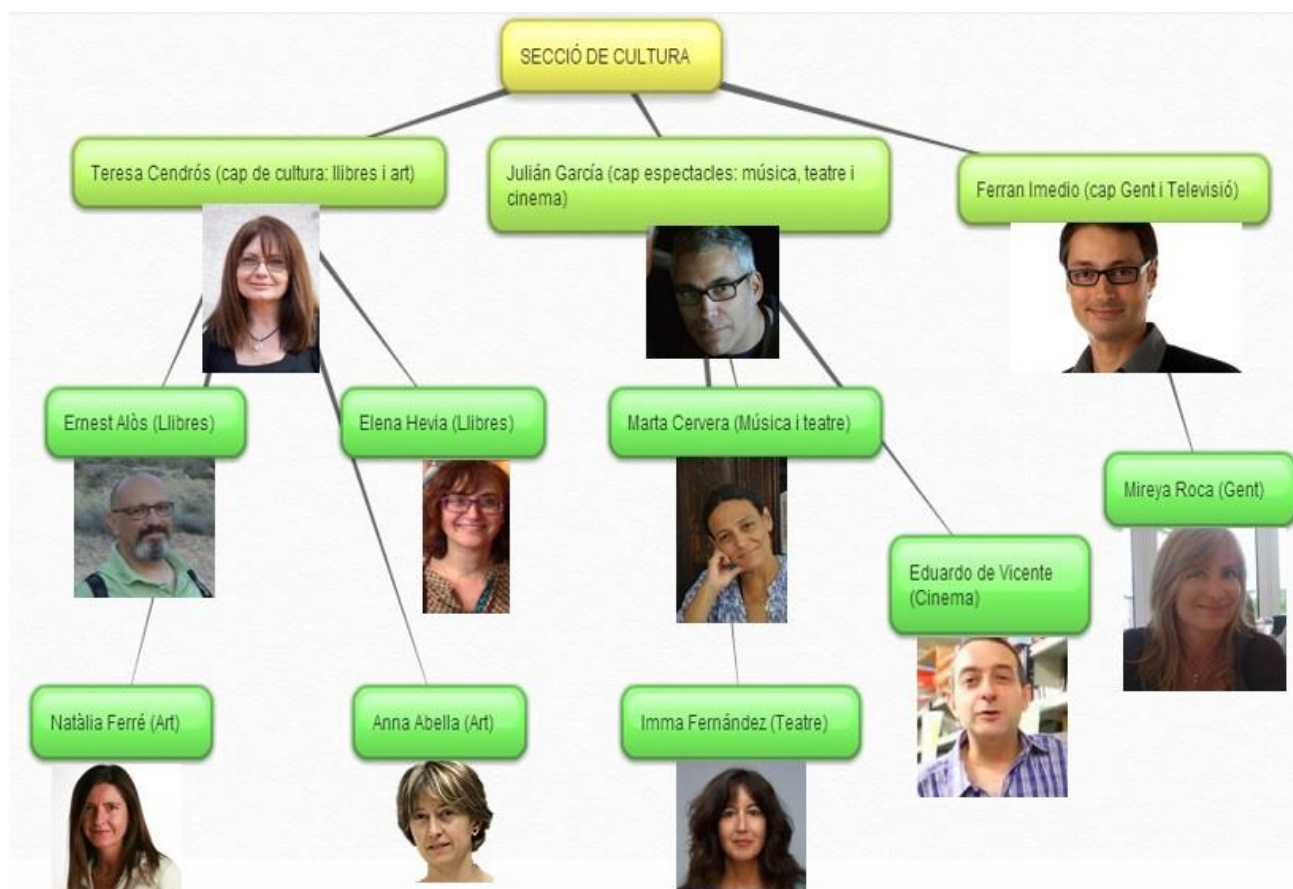 SECCIÓ DE CULTURA
Teresa Cendrós (cap de cultura: llibres i art)
Julián García (cap espectacles: música, teatre i
cinema)
Ferran Imedio (cap Gent i Televisió)
Ernest Alòs (Llibres)
Elena Hevia (Llibres)
Marta Cervera (Música i teatre)
Mireya Roca (Gent)
Eduardo de Vicente
(Cinema)
Natàlia Ferré (Art)
Anna Abella (Art)
Imma Fernández (Teatre)